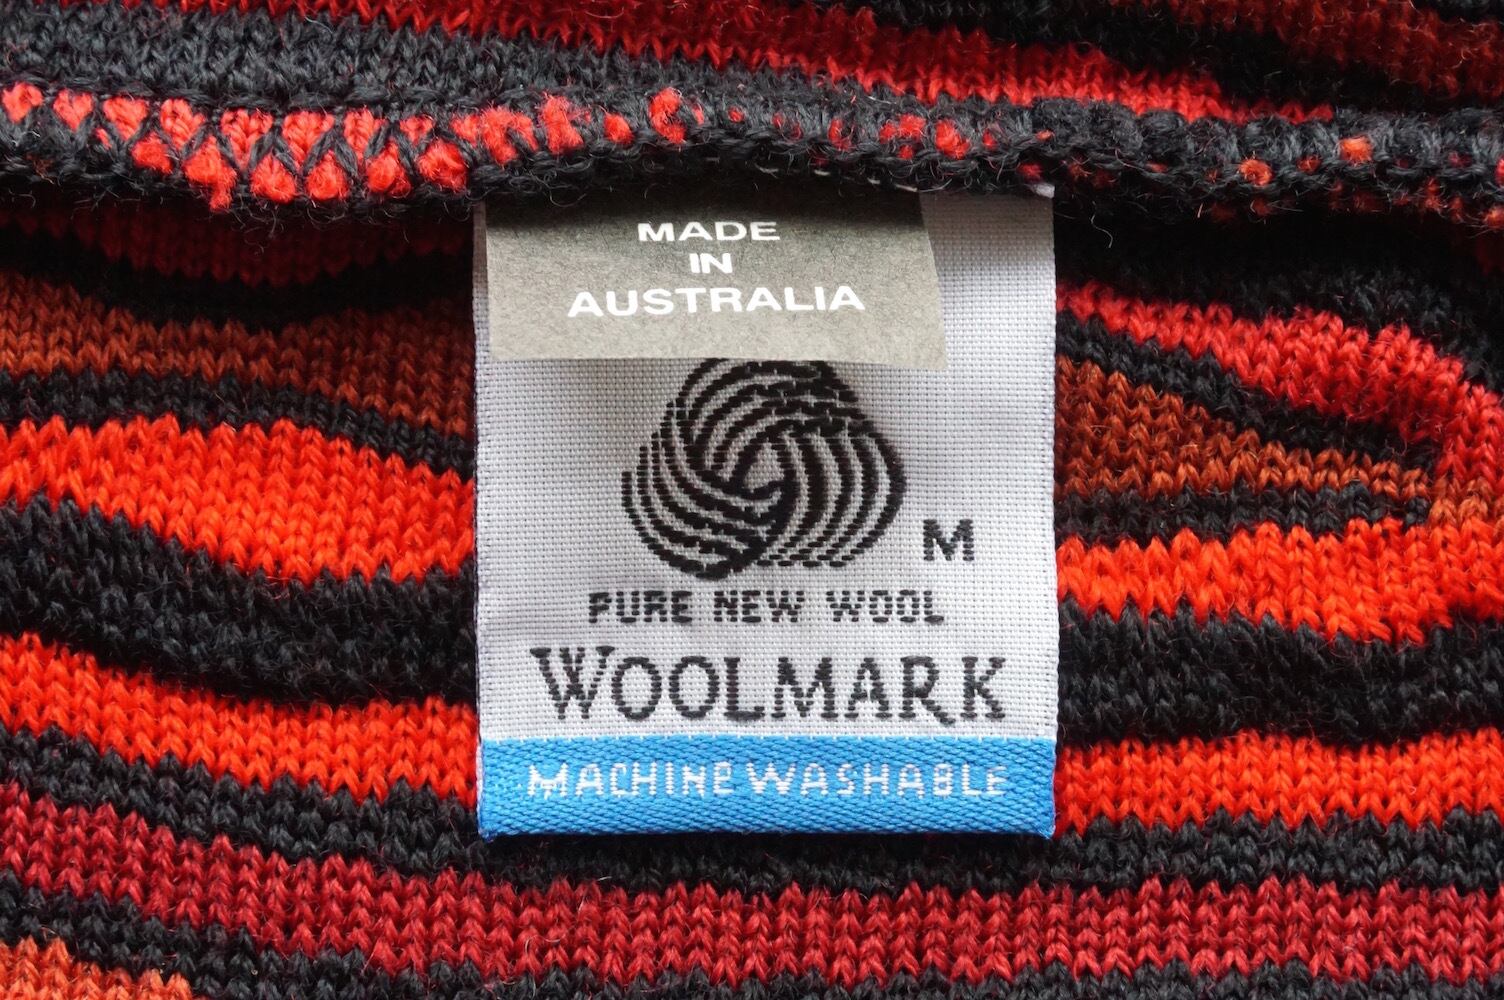 MADE
IN
AUSTRALIA
M
PURE NEW WOOL
WOOLMARK
MACHINE WASHABLE